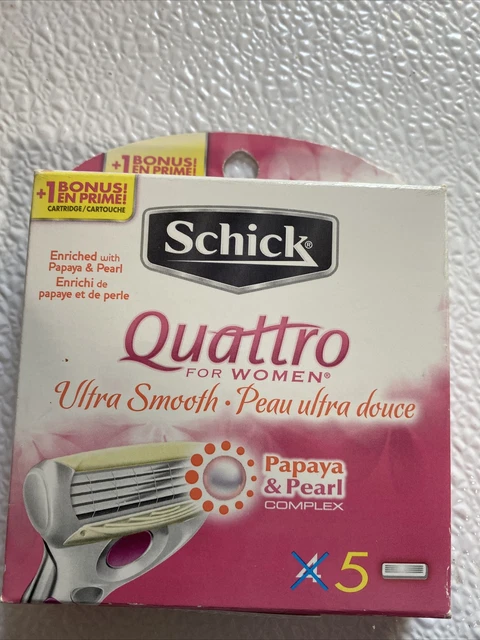 +1 BONUS!
EN PRIME!
+1 BONUS!
EN PRIME!
CARTRIDGE/CARTOUCHE
Schick®
Enriched with
Papaya & Pearl
Enrichi de
papaye et de perle
Quattro
FOR WOMEN®
Ultra Smooth • Peau ultra douce
Papaya
& Pearl
COMPLEX
4 5